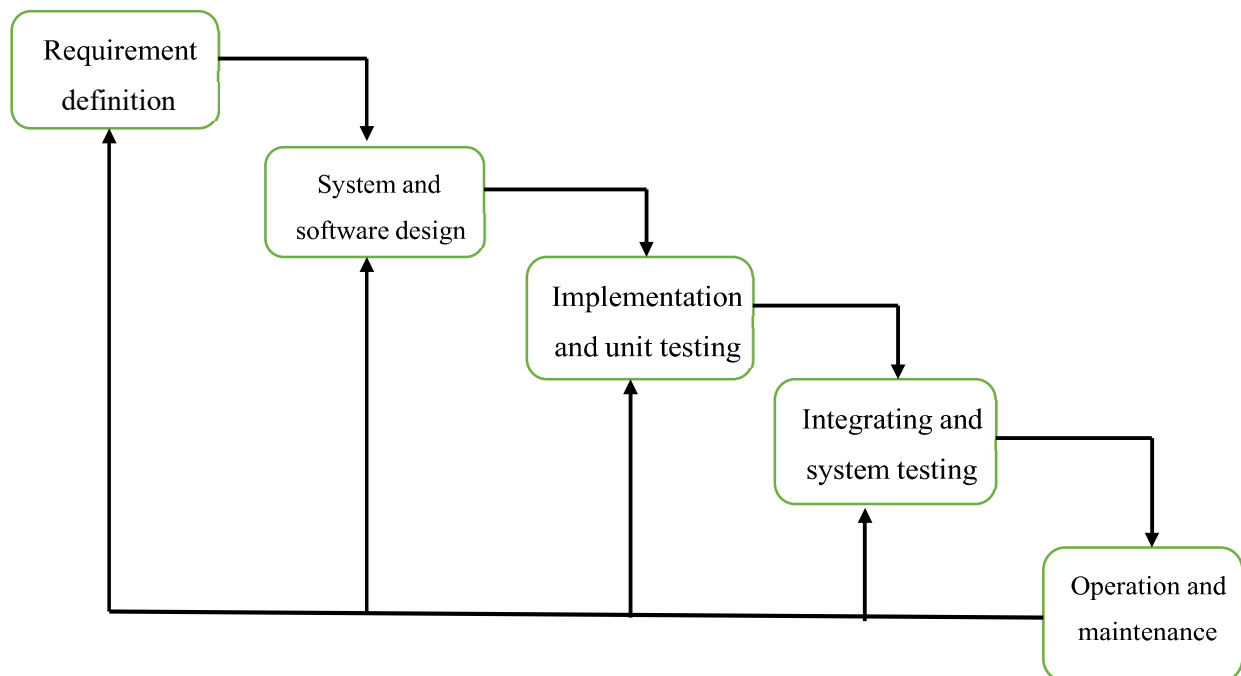 Requirement
definition
System and
software design
Implementation
and unit testing
Integrating and
system testing
Operation and
maintenance